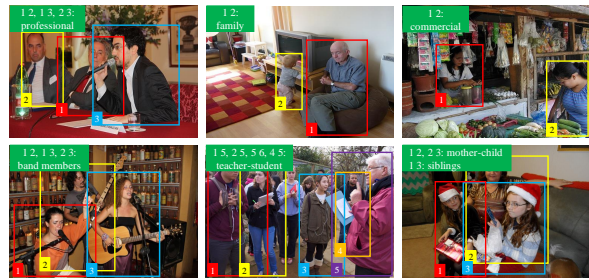 1 2, 1 3, 2 3:
professional
2
1
3
1 2:
family
2
1
1 2:
commercial
1
2
1 2, 1 3, 2 3:
band members
1
2
3
1 5, 2 5, 5 6, 4 5:
teacher-student
1
2
3
4
5
1 2, 2 3: mother-child
1 3: siblings
1
2
3